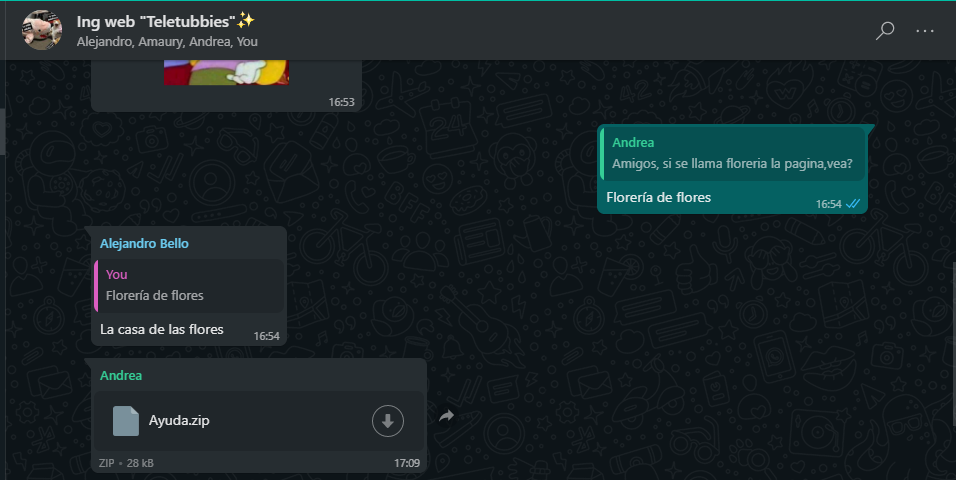 Ing web "Teletubbies"✨
Alejandro, Amaury, Andrea, You
16:53
Andrea
Amigos, si se llama floreria la pagina,vea?
Florería de flores
16:54
Alejandro Bello
You
Florería de flores
La casa de las flores
16:54
Andrea
Ayuda.zip
ZIP • 28 kB
17:09